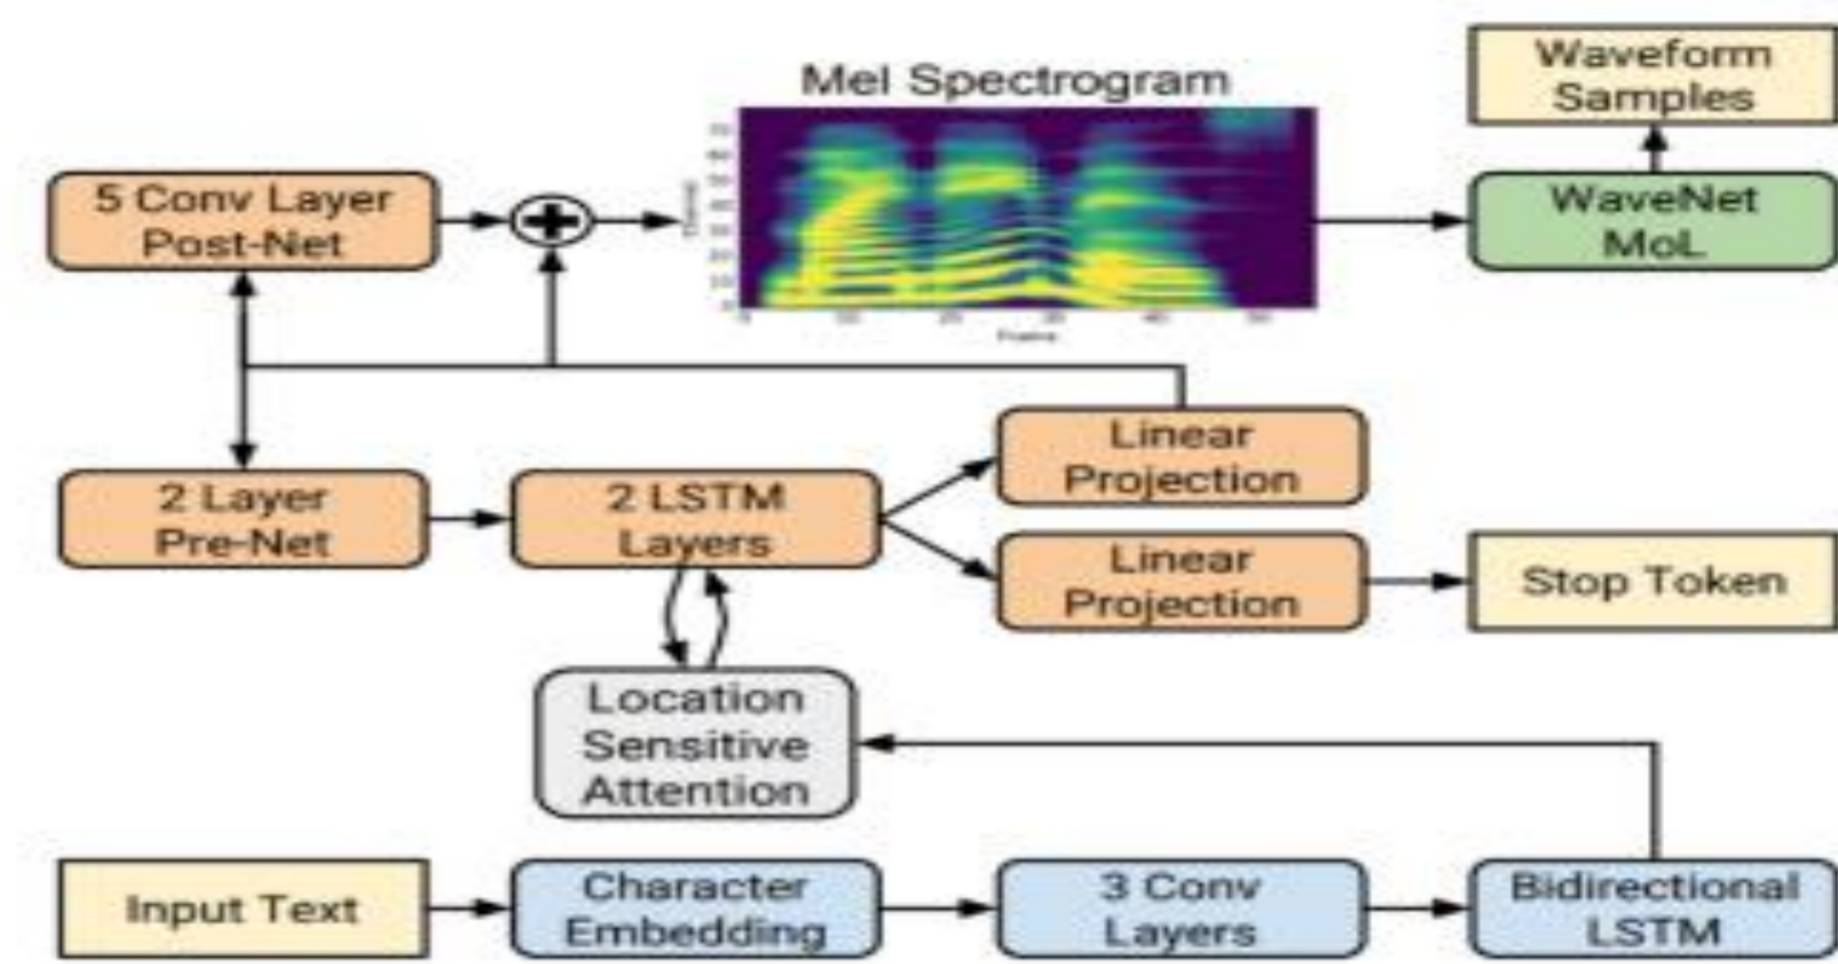 Waveform
Samples
Mel Spectrogram
5 Conv Layer
Post-Net
WaveNet
MoL
Linear
Projection
2 Layer
Pre-Net
2 LSTM
Layers
Linear
Projection
Stop Token
Location
Sensitive
Attention
Input Text
Character
Embedding
3 Conv
Layers
Bidirectional
LSTM